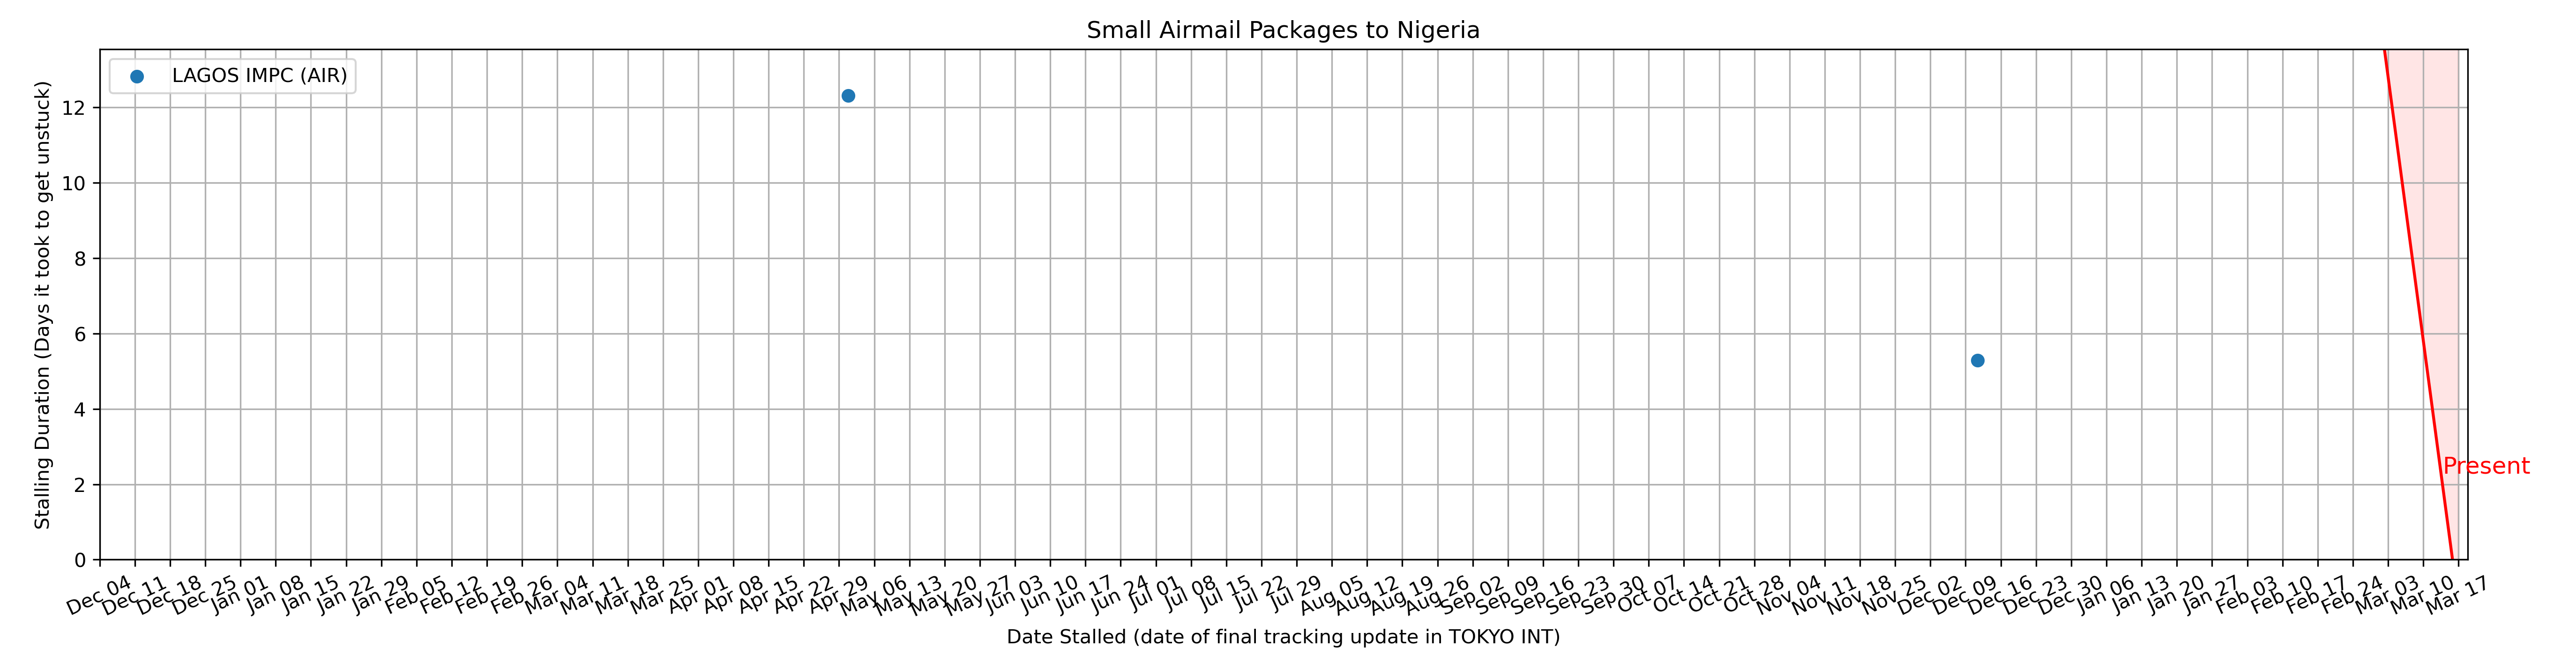 Small Airmail Packages to Nigeria
LAGOS IMPC (AIR)
Stalling Duration (Days it took to get unstuck)
12
10
8
6
4
2
0
Present
Dec 04
Dec 11
Dec 18
Dec 25
Jan 01
Jan 08
Jan 15
Jan 22
Jan 29
Feb 05
Feb 12
Feb 19
Feb 26
Mar 04
Mar 11
Mar 18
Mar 25
Apr 01
Apr 08
Apr 15
Apr 22
Apr 29
May 06
May 13
May 20
May 27
Jun 03
Jun 10
Jun 17
Jun 24
Jul 01
Jul 08
Jul 15
Jul 22
Jul 29
Aug 05
Aug 12
Aug 19
Aug 26
Sep 02
Sep 09
Sep 16
Sep 23
Sep 30
Oct 07
Oct 14
Oct 21
Oct 28
Nov 04
Nov 11
Nov 18
Nov 25
Dec 02
Dec 09
Dec 16
Dec 23
Dec 30
Jan 06
Jan 13
Jan 20
Jan 27
Feb 03
Feb 10
Feb 17
Feb 24
Mar 03
Mar 10
Mar 17
Date Stalled (date of final tracking update in TOKYO INT)